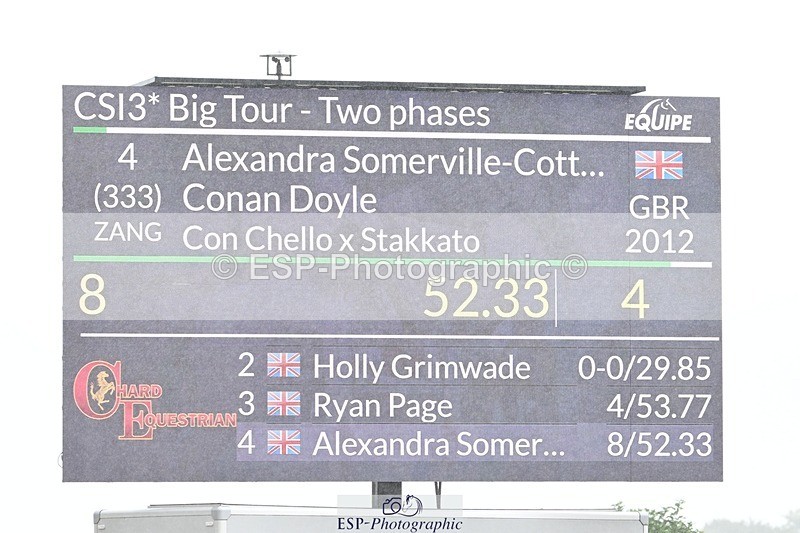 CSI3* Big Tour - Two phases
EQUIPE
4 Alexandra Somerville-Cott...
(333) Conan Doyle GBR
ZANG Con Chello x Stakkato 2012
© ESP-Photographic ©
8 52.33 4
CHARD EQUESTRIAN
2 Holly Grimwade 0-0/29.85
3 Ryan Page 4/53.77
4 Alexandra Somer... 8/52.33
ESP-Photographic